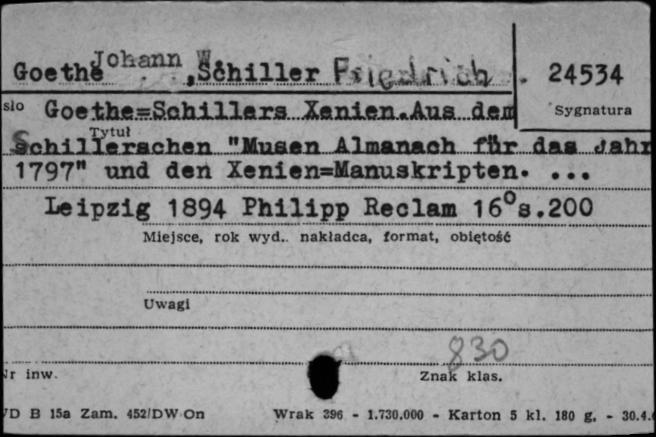 Johann W.
Goethe ,Schiller Friedrich . 24534
sło Goethe=Schillers Xenien.Aus dem
Sygnatura
Tytuł
Schillerschen "Musen Almanach für das Jahr
1797" und den Xenien=Manuskripten. ...
Leipzig 1894 Philipp Reclam 16⁰s.200
Miejsce, rok wyd.. nakładca, format, obiętość
Uwagi
830
Nr inw.
Znak klas.
D B 15a Zam. 452/DW On Wrak 396 - 1.730.000 - Karton 5 kl. 180 g. - 30.4.